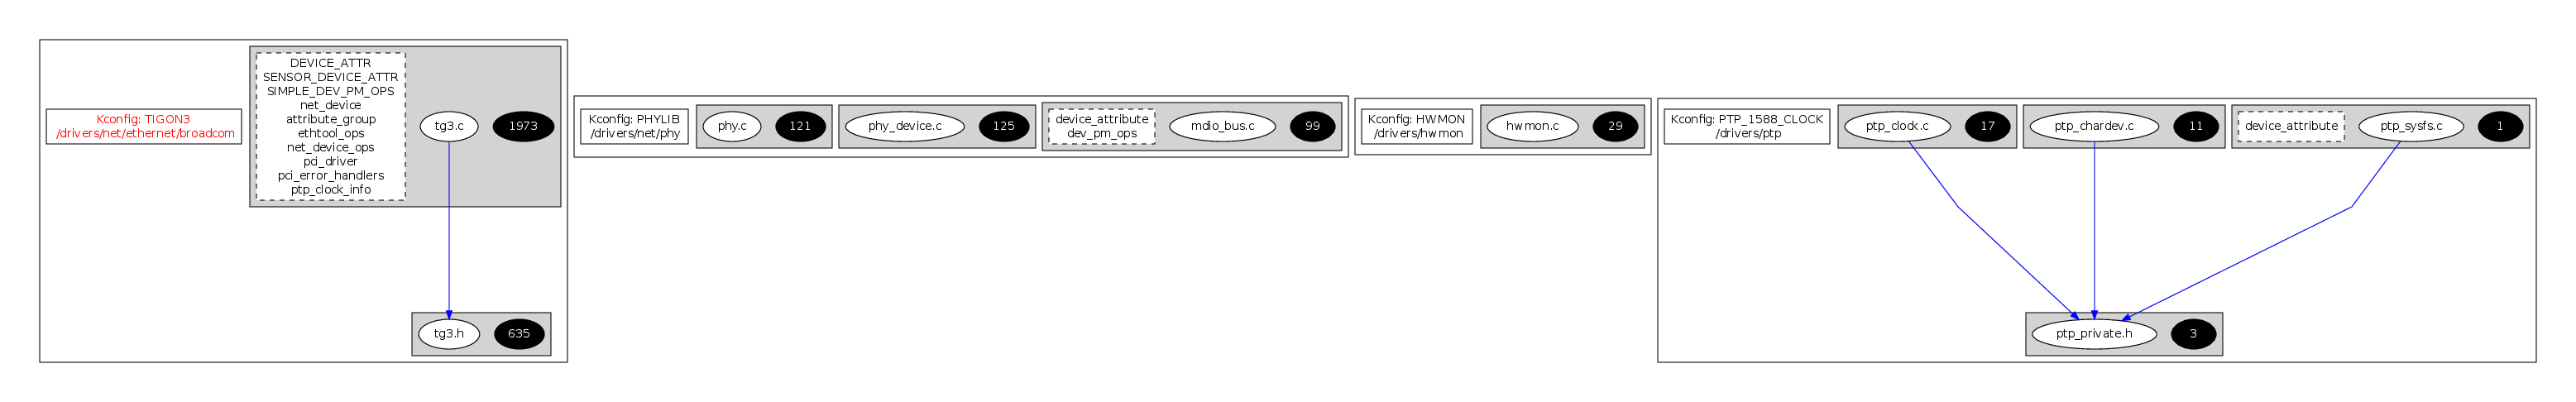 Kconfig: TIGON3
/drivers/net/ethernet/broadcom
DEVICE_ATTR
SENSOR_DEVICE_ATTR
SIMPLE_DEV_PM_OPS
net_device
attribute_group
ethtool_ops
net_device_ops
pci_driver
pci_error_handlers
ptp_clock_info
tg3.c
1973
tg3.h
635
Kconfig: PHYLIB
/drivers/net/phy
phy.c
121
phy_device.c
125
device_attribute
dev_pm_ops
mdio_bus.c
99
Kconfig: HWMON
/drivers/hwmon
hwmon.c
29
Kconfig: PTP_1588_CLOCK
/drivers/ptp
ptp_clock.c
17
ptp_chardev.c
11
device_attribute
ptp_sysfs.c
1
ptp_private.h
3